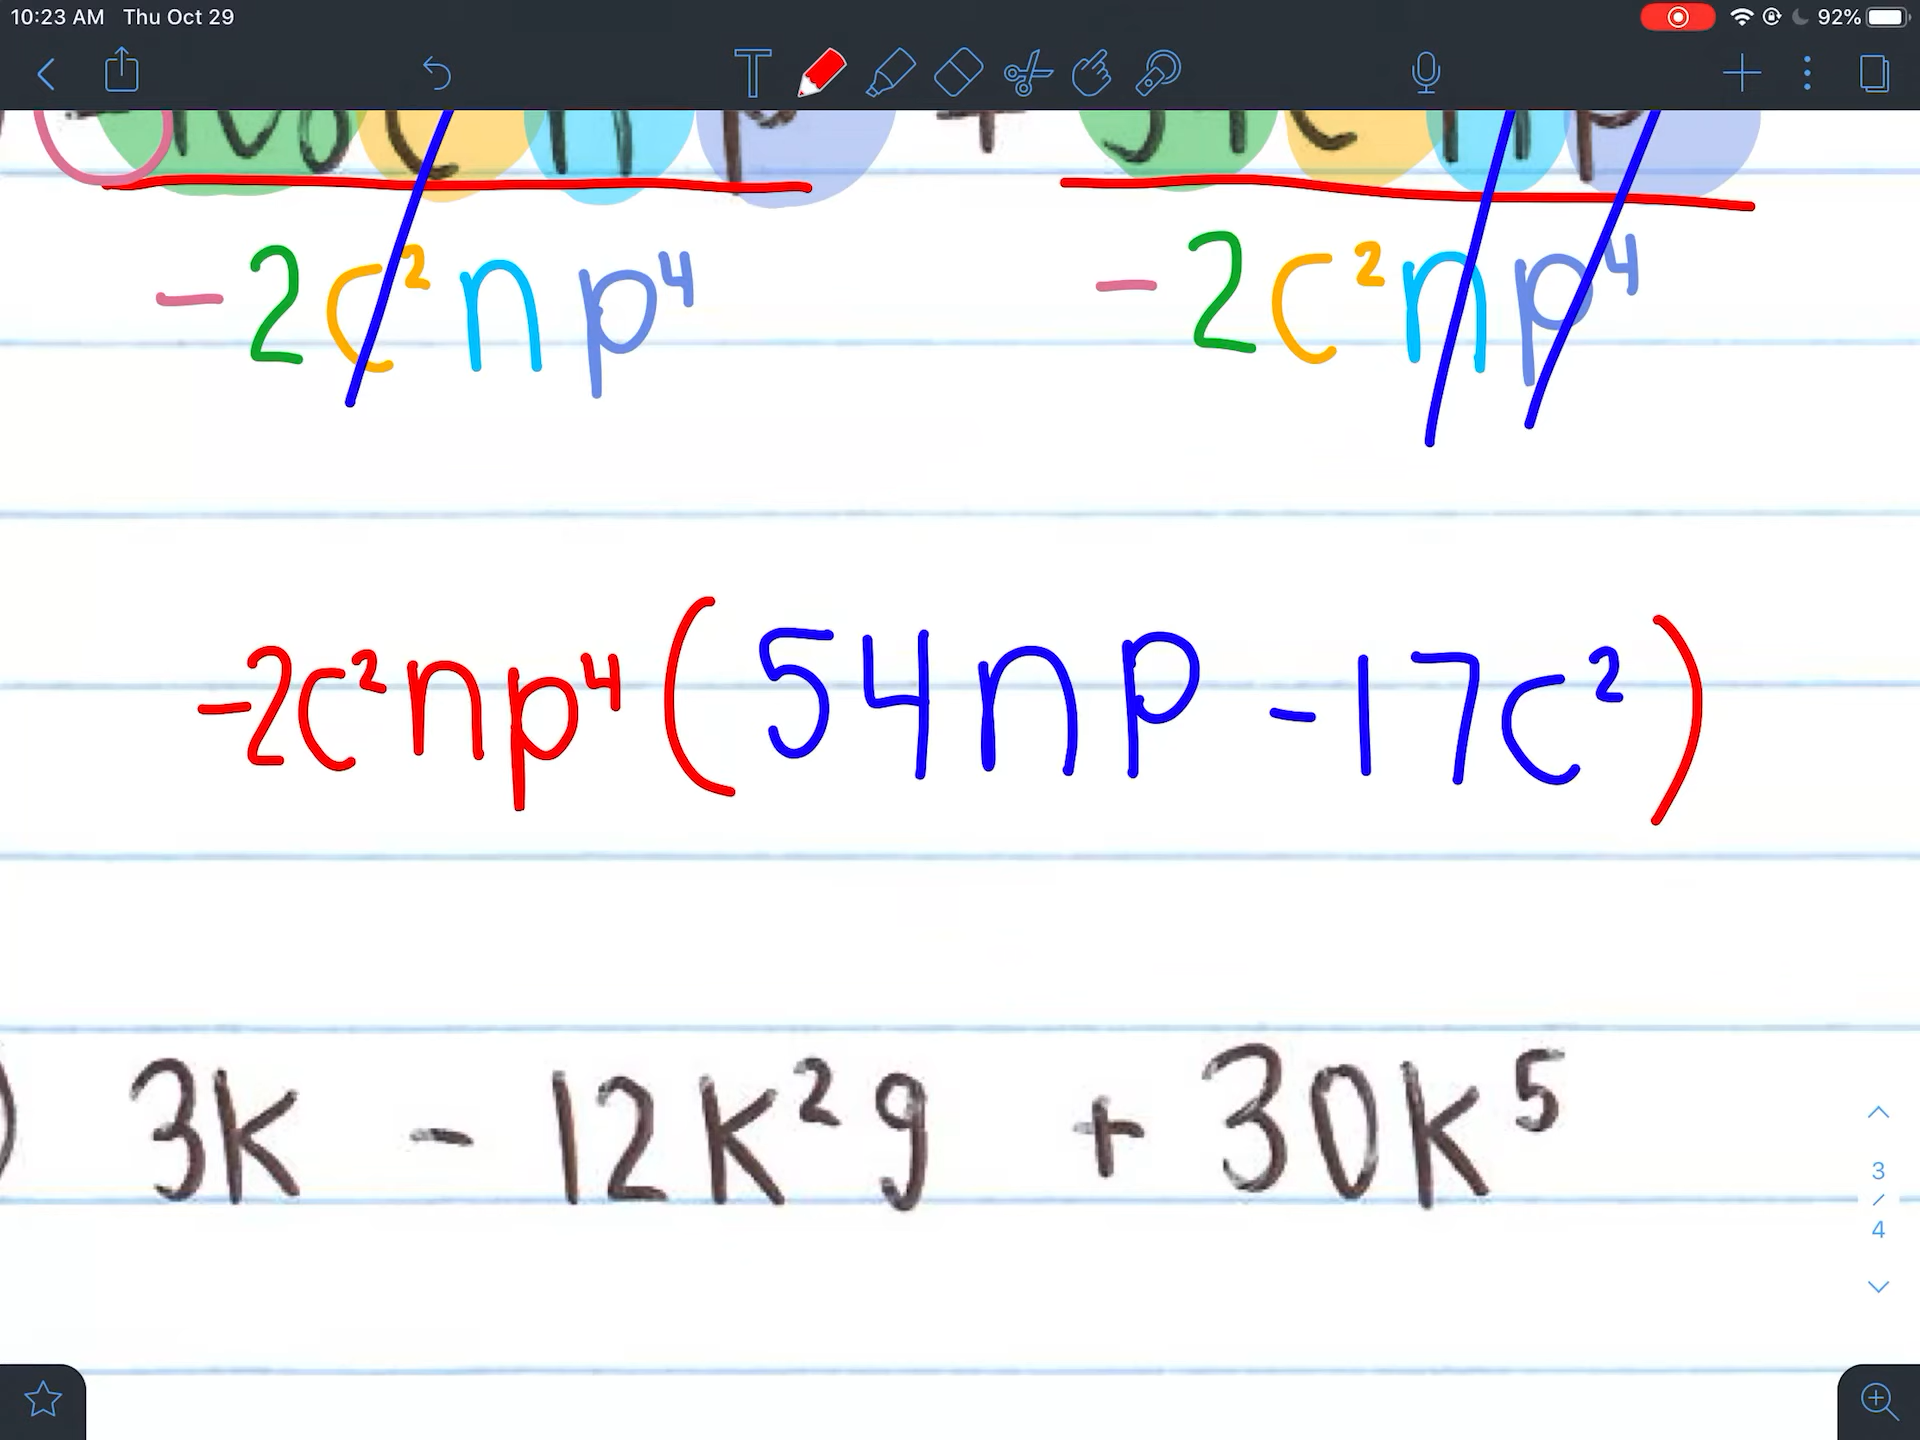 10:23 AM Thu Oct 29 92%
T
+
-2c²np⁴ -2c²np⁴
-2c²np⁴(54np -17c²)
) 3k - 12k²g + 30k⁵
3
/
4